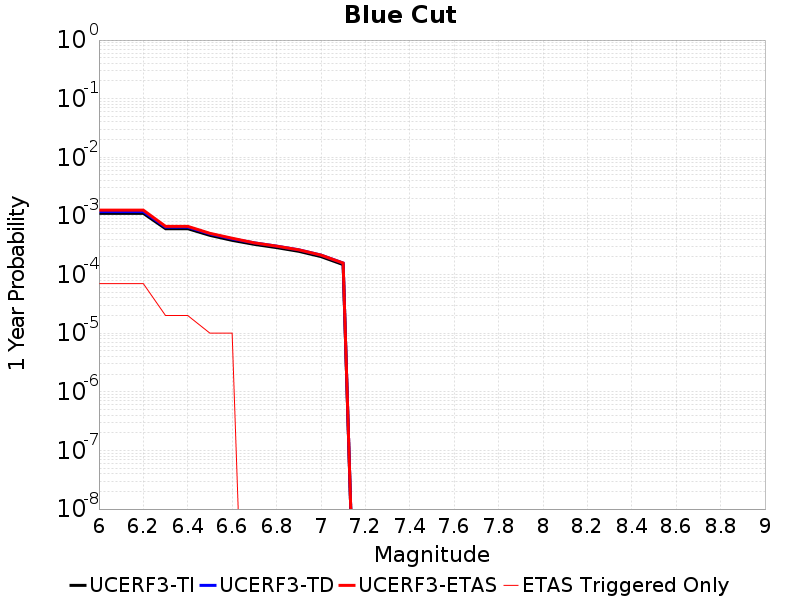 Blue Cut
10^0
10^-1
10^-2
10^-3
10^-4
10^-5
10^-6
10^-7
10^-8
1 Year Probability
6 6.2 6.4 6.6 6.8 7 7.2 7.4 7.6 7.8 8 8.2 8.4 8.6 8.8 9
Magnitude
UCERF3-TI UCERF3-TD UCERF3-ETAS ETAS Triggered Only